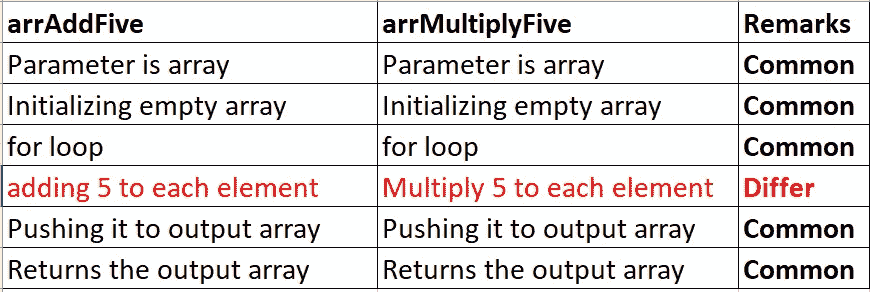 arrAddFive arrMultiplyFive Remarks
Parameter is array Parameter is array Common
Initializing empty array Initializing empty array Common
for loop for loop Common
adding 5 to each element Multiply 5 to each element Differ
Pushing it to output array Pushing it to output array Common
Returns the output array Returns the output array Common